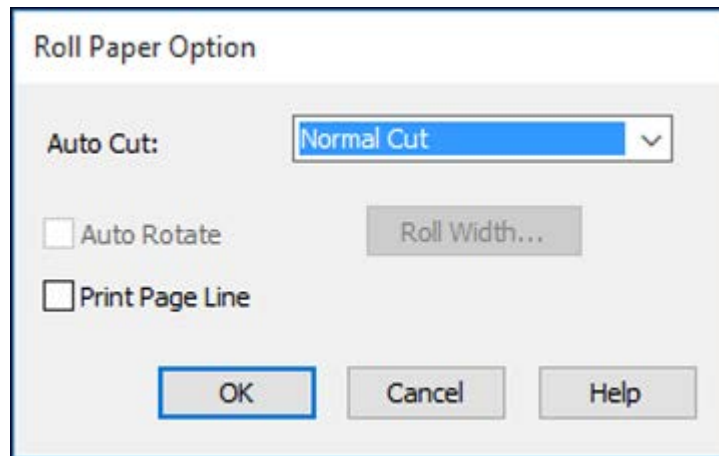 Roll Paper Option
Auto Cut: Normal Cut
Auto Rotate Roll Width...
Print Page Line
OK Cancel Help